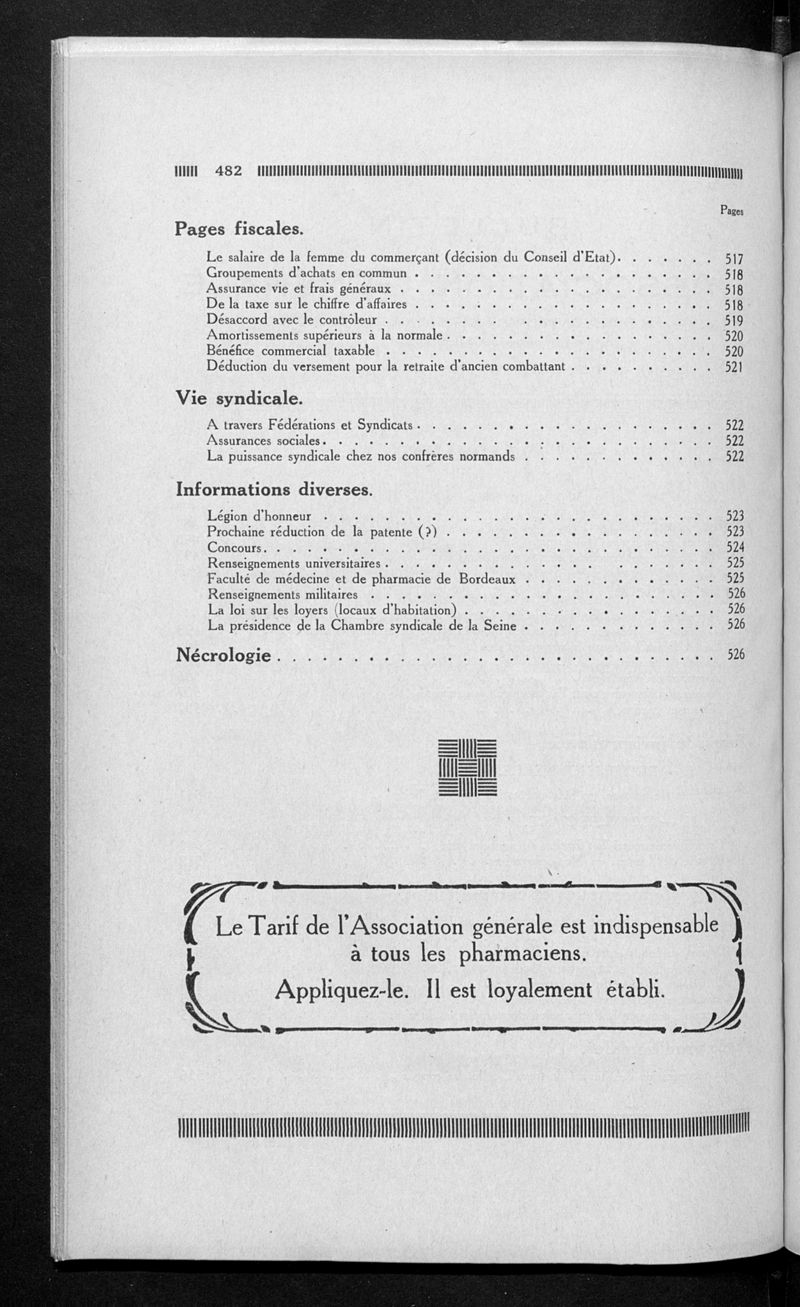 482
Pages
Pages fiscales.
Le salaire de la femme du commerçant (décision du Conseil d'Etat). . . . . . . 517
Groupements d'achats en commun . . . . . . . . . . . . . . . . . . . . 518
Assurance vie et frais généraux . . . . . . . . . . . . . . . . . . . . . 518
De la taxe sur le chiffre d'affaires . . . . . . . . . . . . . . . . . . . . 518
Désaccord avec le contrôleur . . . . . . . . . . . . . . . . . . . . . 519
Amortissements supérieurs à la normale . . . . . . . . . . . . . . . . . . 520
Bénéfice commercial taxable . . . . . . . . . . . . . . . . . . . . . . 520
Déduction du versement pour la retraite d'ancien combattant . . . . . . . . . . 521
Vie syndicale.
A travers Fédérations et Syndicats . . . . . . . . . . . . . . . . . . . . 522
Assurances sociales . . . . . . . . . . . . . . . . . . . . . . . . . . 522
La puissance syndicale chez nos confrères normands . . . . . . . . . . . . . 522
Informations diverses.
Légion d'honneur . . . . . . . . . . . . . . . . . . . . . . . . . . 523
Prochaine réduction de la patente (?) . . . . . . . . . . . . . . . . . . 523
Concours . . . . . . . . . . . . . . . . . . . . . . . . . . . . . . 524
Renseignements universitaires . . . . . . . . . . . . . . . . . . . . . 525
Faculté de médecine et de pharmacie de Bordeaux . . . . . . . . . . . . . 525
Renseignements militaires . . . . . . . . . . . . . . . . . . . . . . . 526
La loi sur les loyers (locaux d'habitation) . . . . . . . . . . . . . . . . . 526
La présidence de la Chambre syndicale de la Seine . . . . . . . . . . . . . 526
Nécrologie . . . . . . . . . . . . . . . . . . . . . . . . . . . . . 526
Le Tarif de l'Association générale est indispensable
à tous les pharmaciens.
Appliquez-le. Il est loyalement établi.